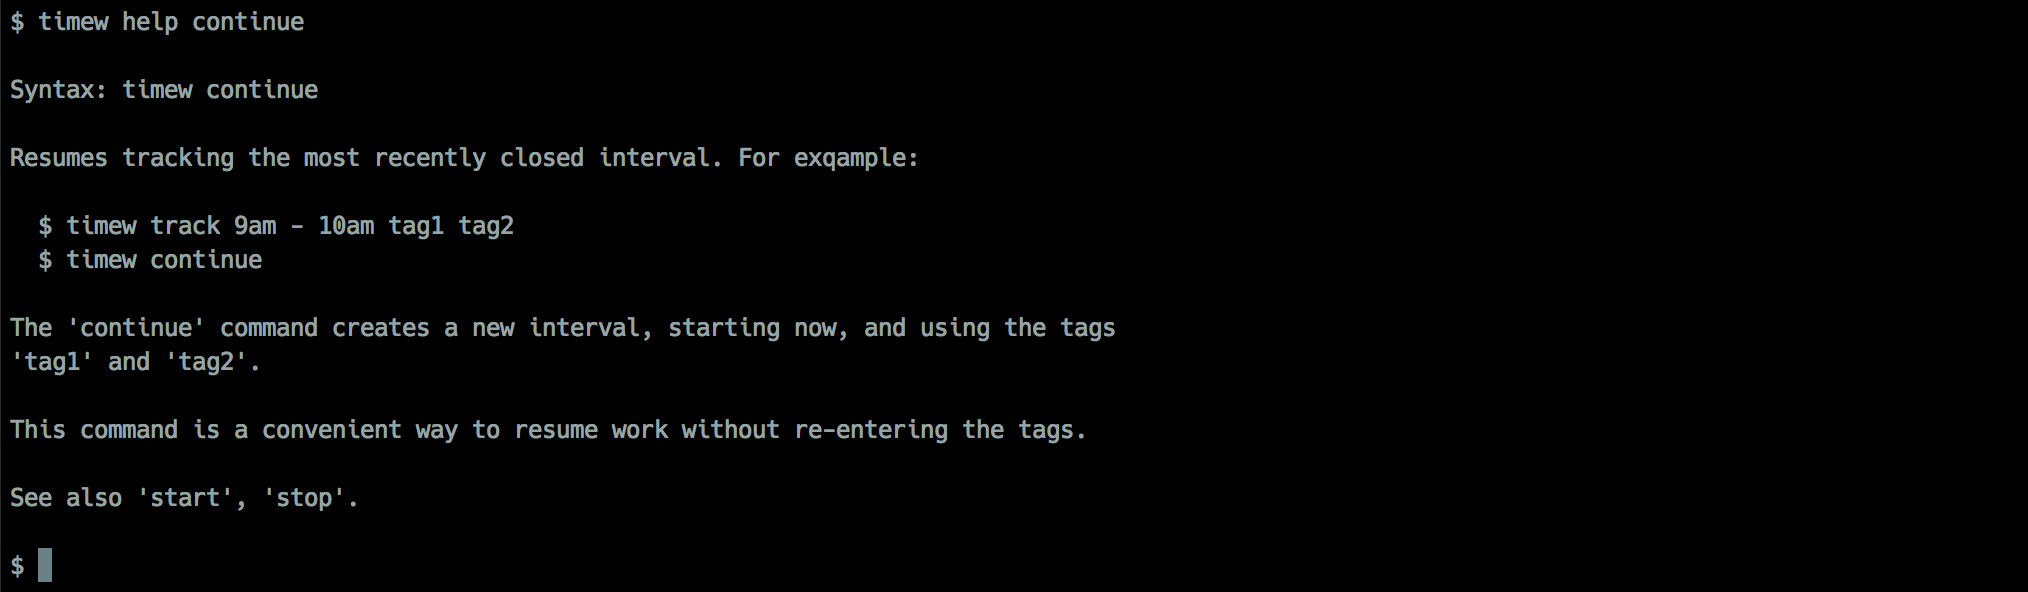 $ timew help continue
Syntax: timew continue
Resumes tracking the most recently closed interval. For exqample:
$ timew track 9am - 10am tag1 tag2
$ timew continue
The 'continue' command creates a new interval, starting now, and using the tags
'tag1' and 'tag2'.
This command is a convenient way to resume work without re-entering the tags.
See also 'start', 'stop'.
$